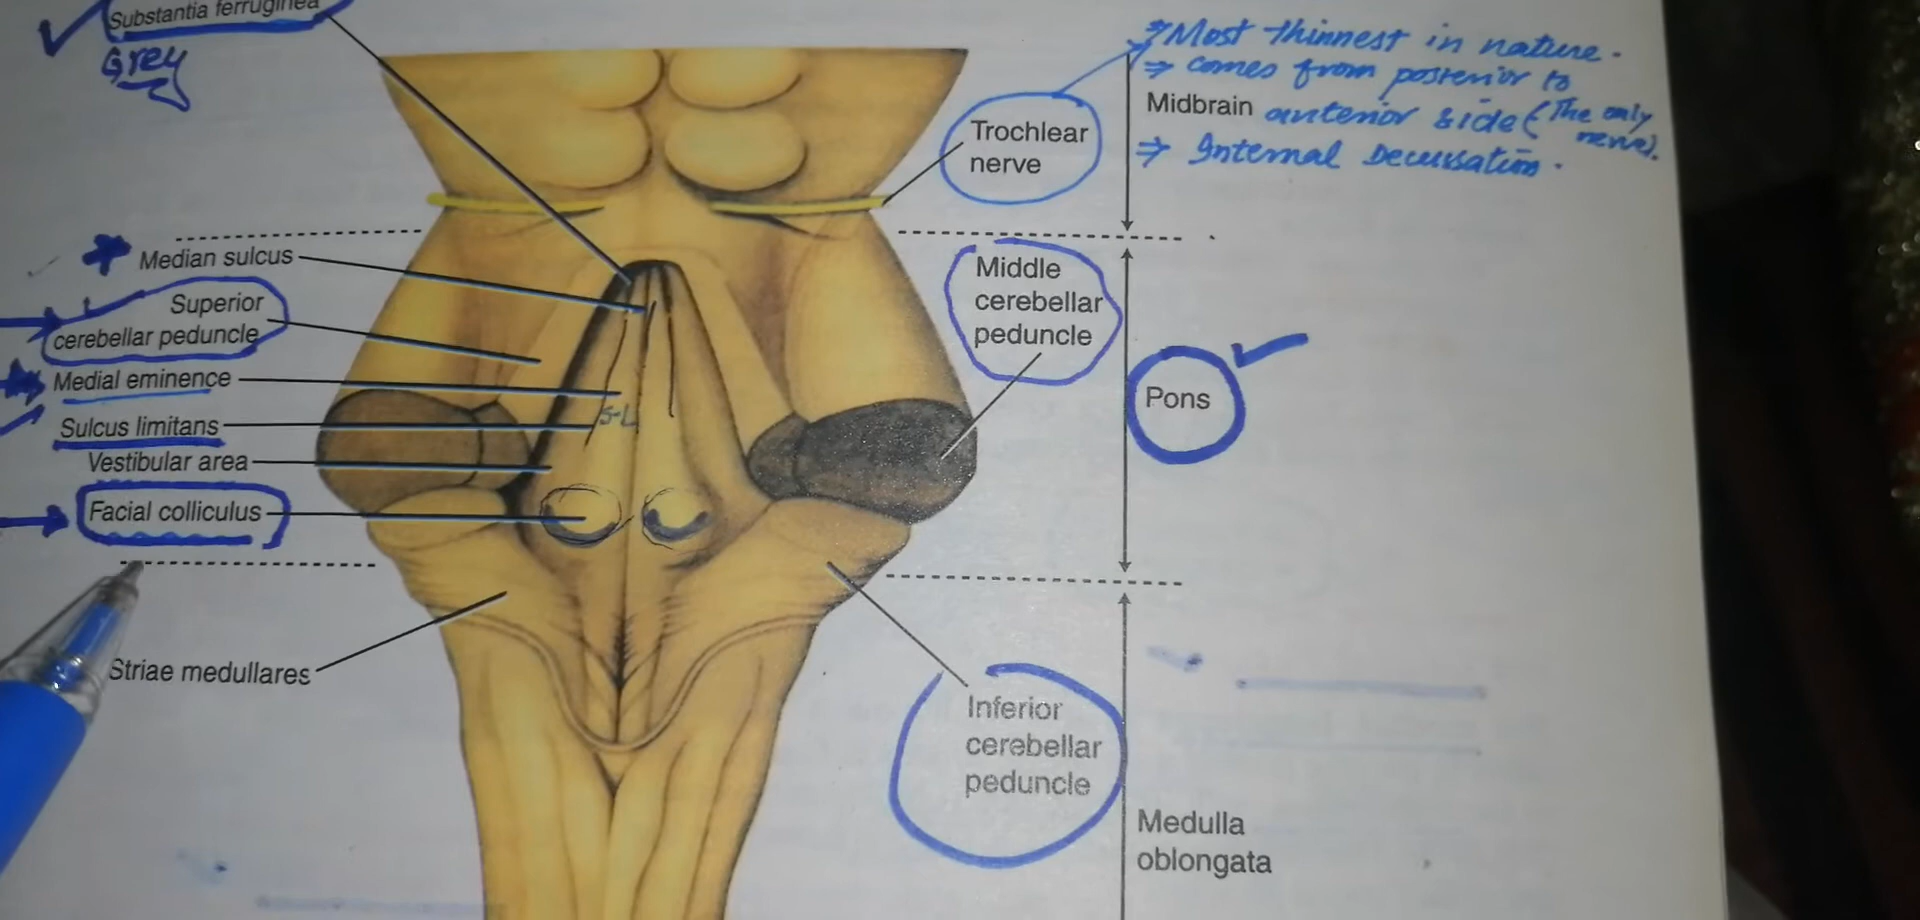 Substantia ferruginea
Grey
⇒ Most thinnest in nature.
⇒ comes from posterior to
Midbrain anterior side (The only
nerve).
⇒ Internal Decussation.
Trochlear
nerve
Median sulcus
Superior
cerebellar peduncle
Medial eminence
Sulcus limitans
Vestibular area
Facial colliculus
S-L
Middle
cerebellar
peduncle
Pons
Striae medullares
Inferior
cerebellar
peduncle
Medulla
oblongata